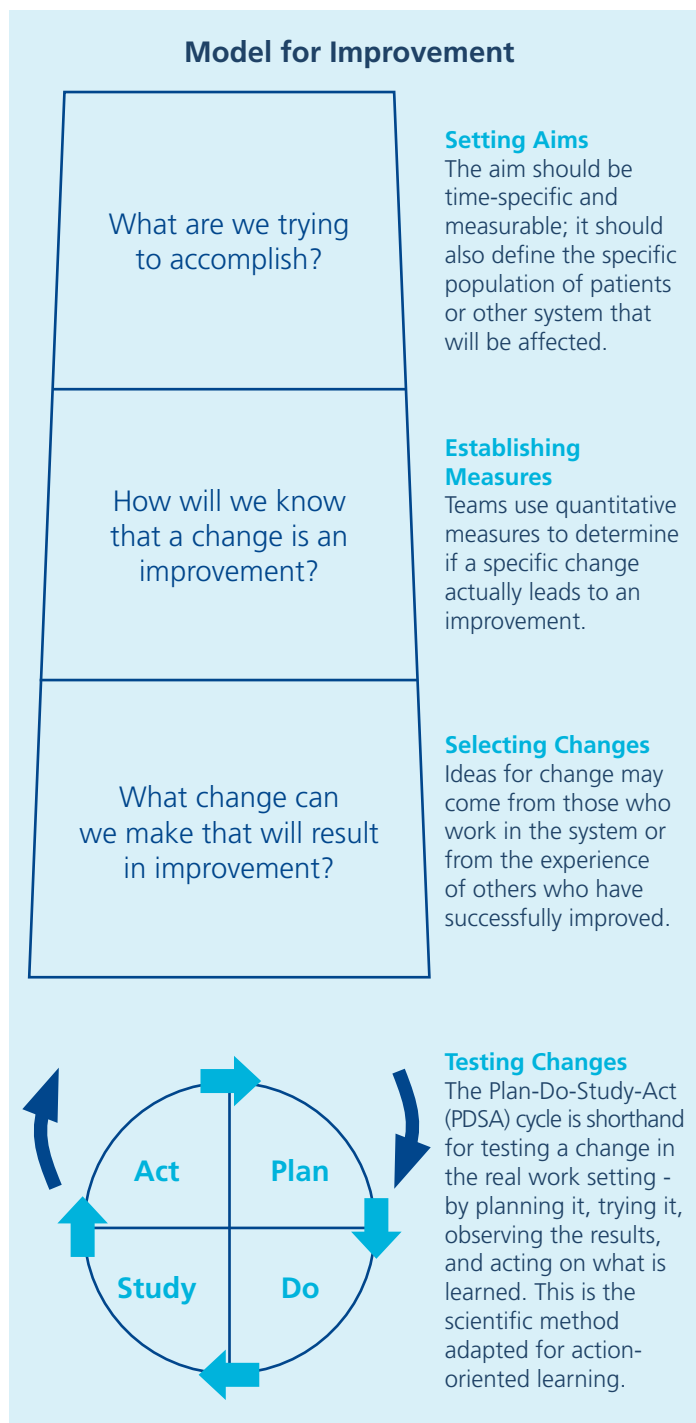 Model for Improvement
What are we trying
to accomplish?
Setting Aims
The aim should be
time-specific and
measurable; it should
also define the specific
population of patients
or other system that
will be affected.
How will we know
that a change is an
improvement?
Establishing
Measures
Teams use quantitative
measures to determine
if a specific change
actually leads to an
improvement.
What change can
we make that will result
in improvement?
Selecting Changes
Ideas for change may
come from those who
work in the system or
from the experience
of others who have
successfully improved.
Act
Plan
Study
Do
Testing Changes
The Plan-Do-Study-Act
(PDSA) cycle is shorthand
for testing a change in
the real work setting -
by planning it, trying it,
observing the results,
and acting on what is
learned. This is the
scientific method
adapted for action-
oriented learning.